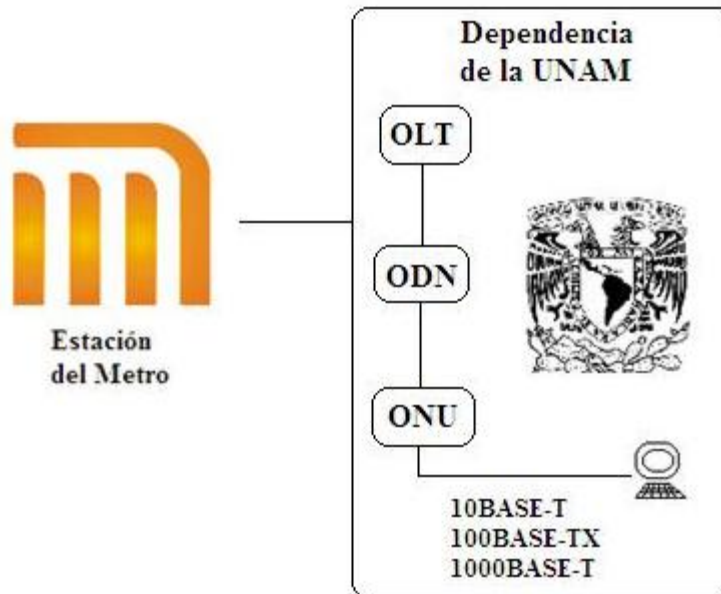 Dependencia
de la UNAM
OLT
ODN
Estación
del Metro
ONU
10BASE-T
100BASE-TX
1000BASE-T